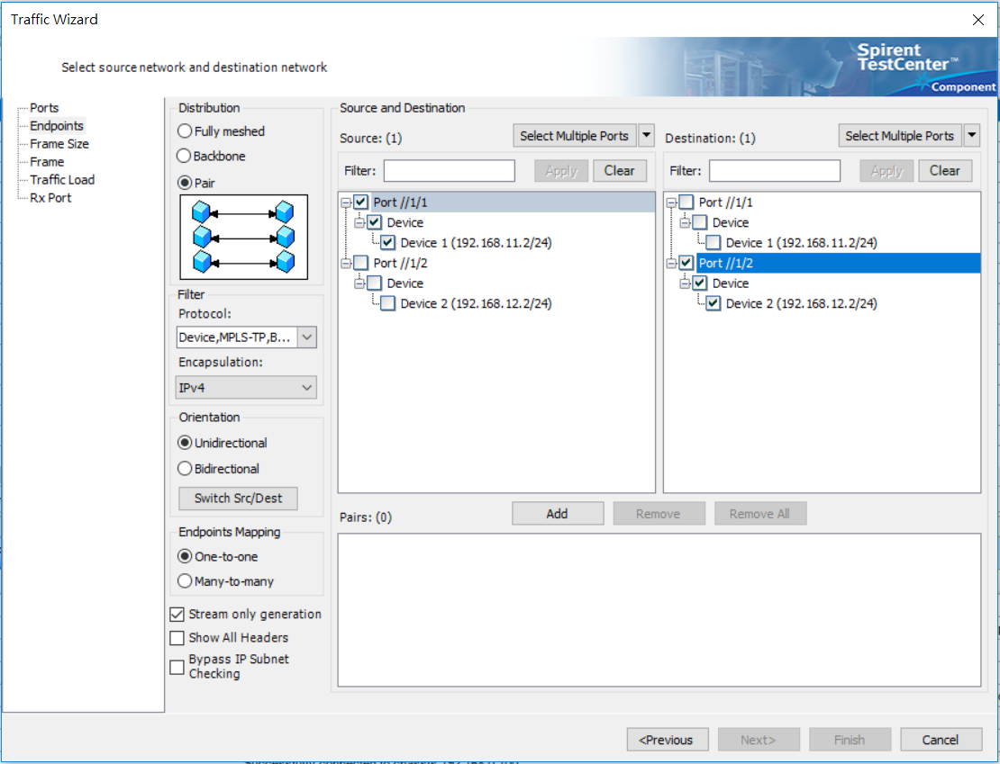 Traffic Wizard
Select source network and destination network
Spirent
TestCenter™
Component
Ports
Endpoints
Frame Size
Frame
Traffic Load
Rx Port
Distribution
Fully meshed
Backbone
Pair
Filter
Protocol:
Device,MPLS-TP,B...
Encapsulation:
IPv4
Orientation
Unidirectional
Bidirectional
Switch Src/Dest
Endpoints Mapping
One-to-one
Many-to-many
Stream only generation
Show All Headers
Bypass IP Subnet
Checking
Source and Destination
Source: (1)
Select Multiple Ports
Filter:
Apply
Clear
Port //1/1
Device
Device 1 (192.168.11.2/24)
Port //1/2
Device
Device 2 (192.168.12.2/24)
Destination: (1)
Select Multiple Ports
Filter:
Apply
Clear
Port //1/1
Device
Device 1 (192.168.11.2/24)
Port //1/2
Device
Device 2 (192.168.12.2/24)
Pairs: (0)
Add
Remove
Remove All
<Previous
Next>
Finish
Cancel